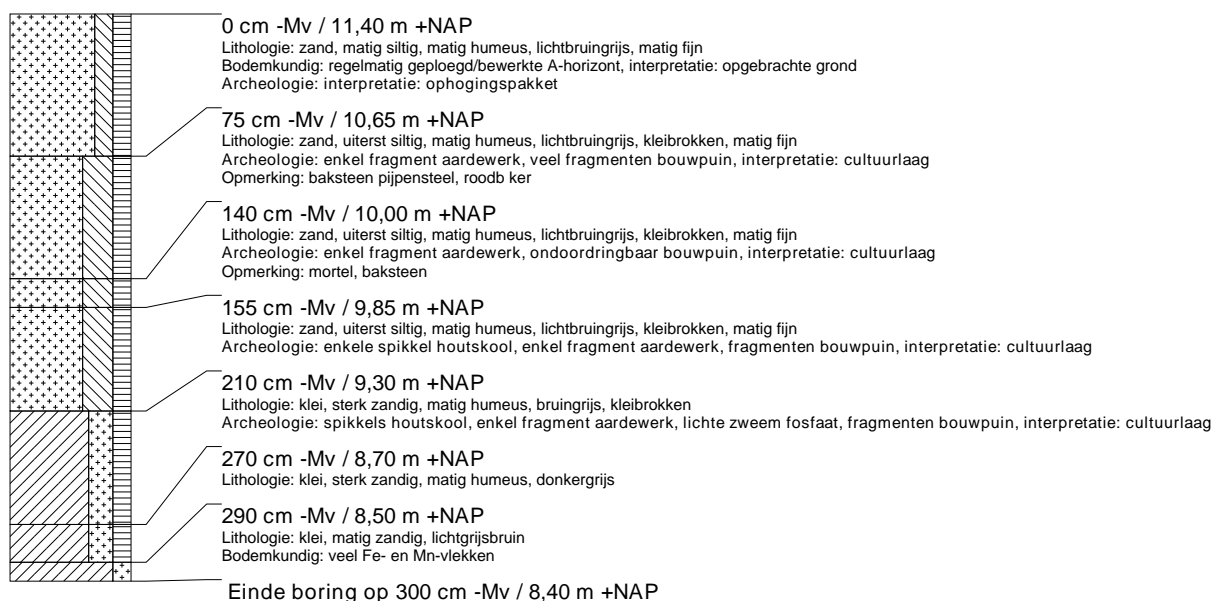 0 cm -Mv / 11,40 m +NAP
Lithologie: zand, matig siltig, matig humeus, lichtbruingrijs, matig fijn
Bodemkundig: regelmatig geploegd/bewerkte A-horizont, interpretatie: opgebrachte grond
Archeologie: interpretatie: ophogingspakket
75 cm -Mv / 10,65 m +NAP
Lithologie: zand, uiterst siltig, matig humeus, lichtbruingrijs, kleibrokken, matig fijn
Archeologie: enkel fragment aardewerk, veel fragmenten bouwpuin, interpretatie: cultuurlaag
Opmerking: baksteen pijpensteel, roodb ker
140 cm -Mv / 10,00 m +NAP
Lithologie: zand, uiterst siltig, matig humeus, lichtbruingrijs, kleibrokken, matig fijn
Archeologie: enkel fragment aardewerk, ondoordringbaar bouwpuin, interpretatie: cultuurlaag
Opmerking: mortel, baksteen
155 cm -Mv / 9,85 m +NAP
Lithologie: zand, uiterst siltig, matig humeus, lichtbruingrijs, kleibrokken, matig fijn
Archeologie: enkele spikkel houtskool, enkel fragment aardewerk, fragmenten bouwpuin, interpretatie: cultuurlaag
210 cm -Mv / 9,30 m +NAP
Lithologie: klei, sterk zandig, matig humeus, bruingrijs, kleibrokken
Archeologie: spikkels houtskool, enkel fragment aardewerk, lichte zweem fosfaat, fragmenten bouwpuin, interpretatie: cultuurlaag
270 cm -Mv / 8,70 m +NAP
Lithologie: klei, sterk zandig, matig humeus, donkergrijs
290 cm -Mv / 8,50 m +NAP
Lithologie: klei, matig zandig, lichtgrijsbruin
Bodemkundig: veel Fe- en Mn-vlekken
Einde boring op 300 cm -Mv / 8,40 m +NAP